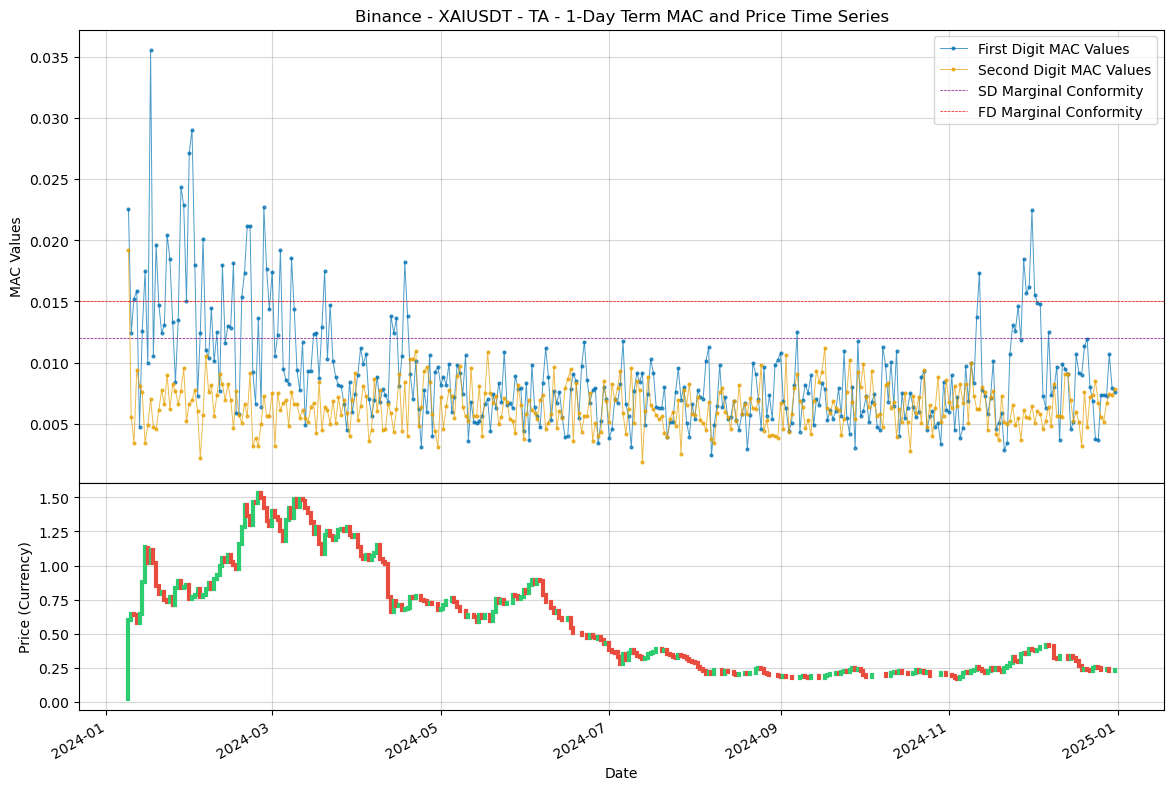 Binance - XAIUSDT - TA - 1-Day Term MAC and Price Time Series
First Digit MAC Values
Second Digit MAC Values
SD Marginal Conformity
FD Marginal Conformity
MAC Values
0.035
0.030
0.025
0.020
0.015
0.010
0.005
Price (Currency)
1.50
1.25
1.00
0.75
0.50
0.25
0.00
2024-01
2024-03
2024-05
2024-07
2024-09
2024-11
2025-01
Date